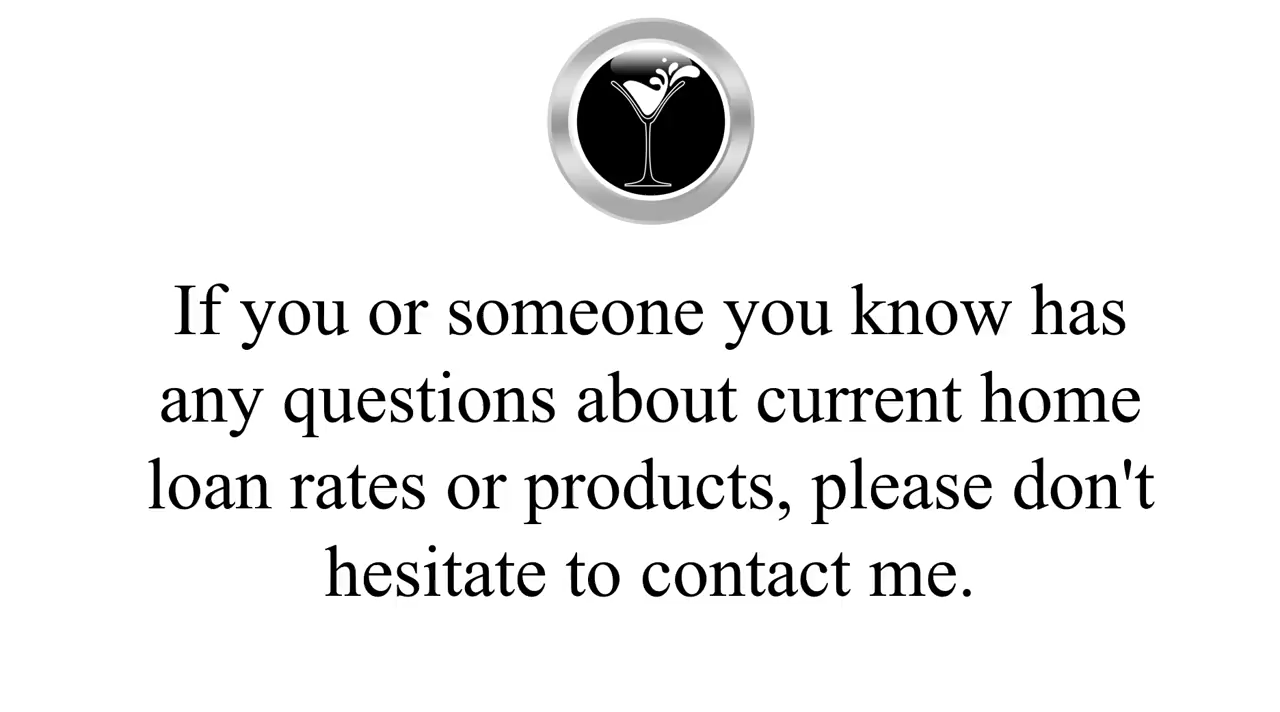 If you or someone you know has
any questions about current home
loan rates or products, please don't
hesitate to contact me.